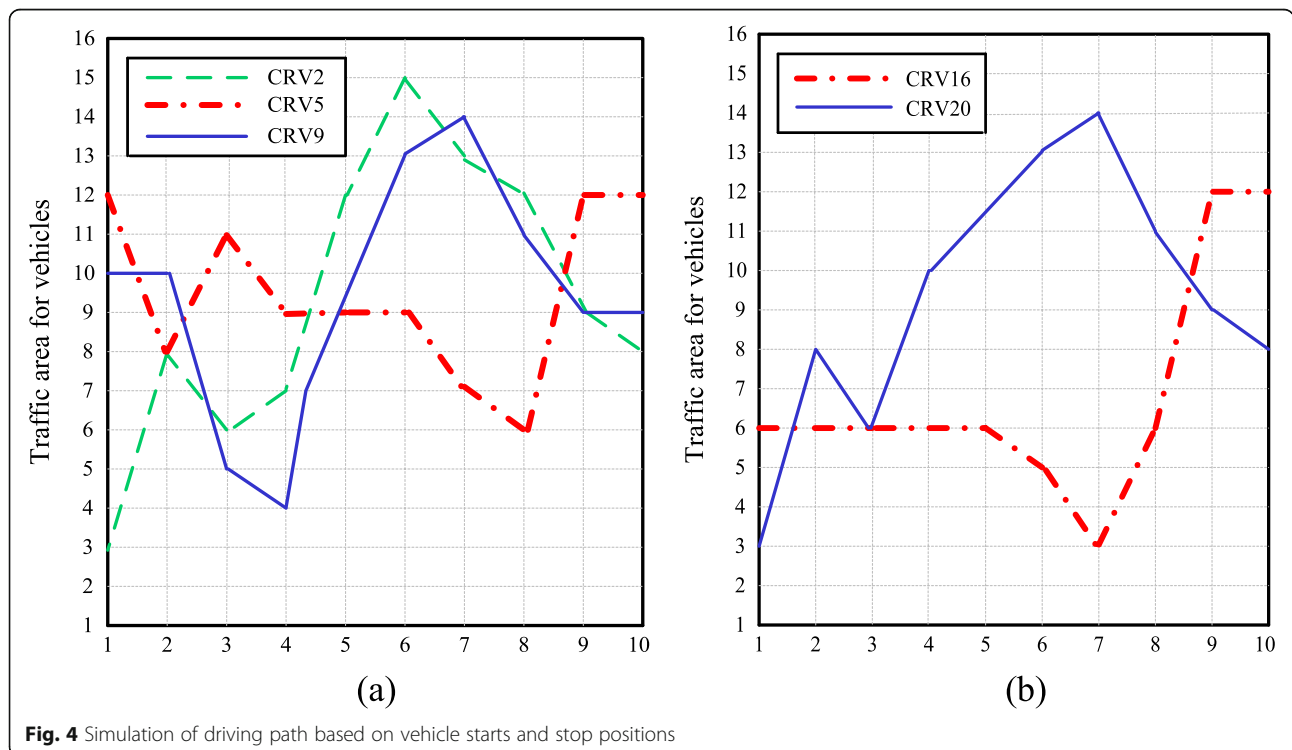 16
15
14
13
12
11
10
9
8
7
6
5
4
3
2
1
Traffic area for vehicles
CRV2
CRV5
CRV9
1 2 3 4 5 6 7 8 9 10
(a)
16
15
14
13
12
11
10
9
8
7
6
5
4
3
2
1
Traffic area for vehicles
CRV16
CRV20
1 2 3 4 5 6 7 8 9 10
(b)
Fig. 4 Simulation of driving path based on vehicle starts and stop positions